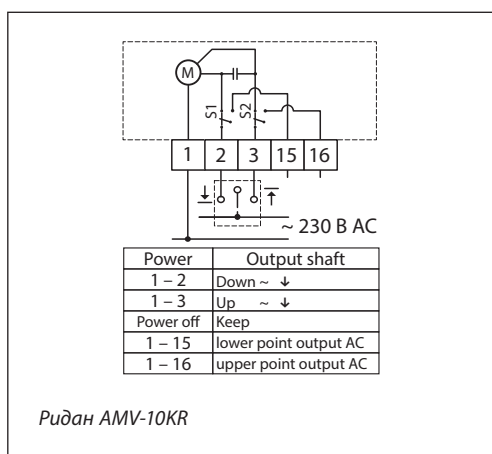 M
S1
S2
1 2 3 15 16
~ 230 В AC
Power Output shaft
1 – 2 Down ~ ↓
1 – 3 Up ~ ↓
Power off Keep
1 – 15 lower point output AC
1 – 16 upper point output AC
Ридан AMV-10KR